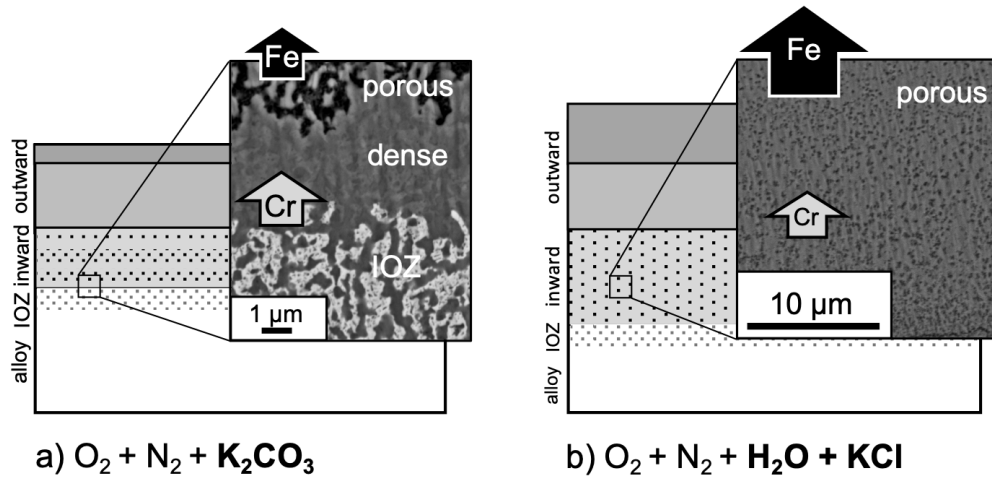 Fe
porous
dense
Cr
IOZ
1 µm
outward
inward
IOZ
alloy
a) O₂ + N₂ + K₂CO₃
Fe
porous
Cr
10 µm
outward
inward
IOZ
alloy
b) O₂ + N₂ + H₂O + KCl